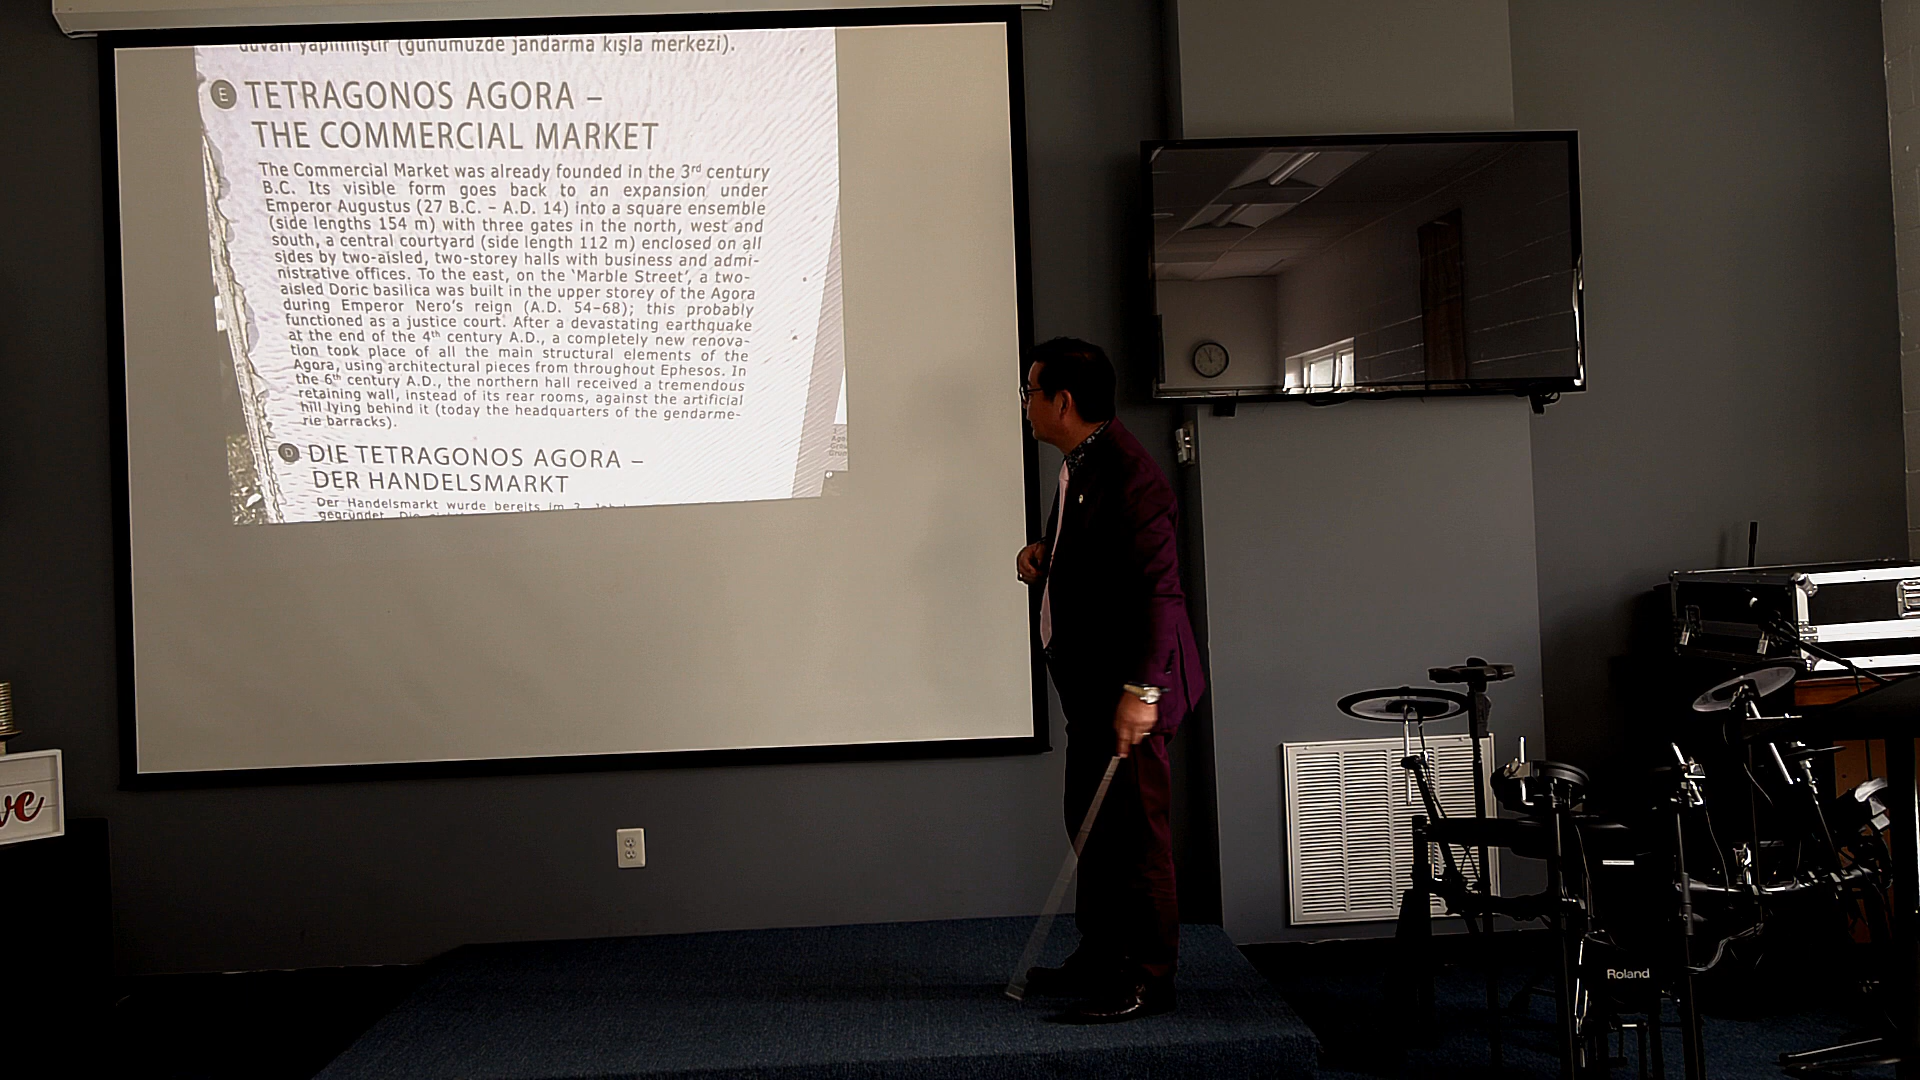 duvarı yapılmıştır (günümüzde jandarma kışla merkezi).
E TETRAGONOS AGORA –
THE COMMERCIAL MARKET
The Commercial Market was already founded in the 3rd century
B.C. Its visible form goes back to an expansion under
Emperor Augustus (27 B.C. – A.D. 14) into a square ensemble
(side lengths 154 m) with three gates in the north, west and
south, a central courtyard (side length 112 m) enclosed on all
sides by two-aisled, two-storey halls with business and admi-
nistrative offices. To the east, on the 'Marble Street', a two-
aisled Doric basilica was built in the upper storey of the Agora
during Emperor Nero's reign (A.D. 54–68); this probably
functioned as a justice court. After a devastating earthquake
at the end of the 4th century A.D., a completely new renova-
tion took place of all the main structural elements of the
Agora, using architectural pieces from throughout Ephesos. In
the 6th century A.D., the northern hall received a tremendous
retaining wall, instead of its rear rooms, against the artificial
hill lying behind it (today the headquarters of the gendarme-
rie barracks).
D DIE TETRAGONOS AGORA –
DER HANDELSMARKT
Der Handelsmarkt wurde bereits im 3.
gegründet. Die
ve
Roland